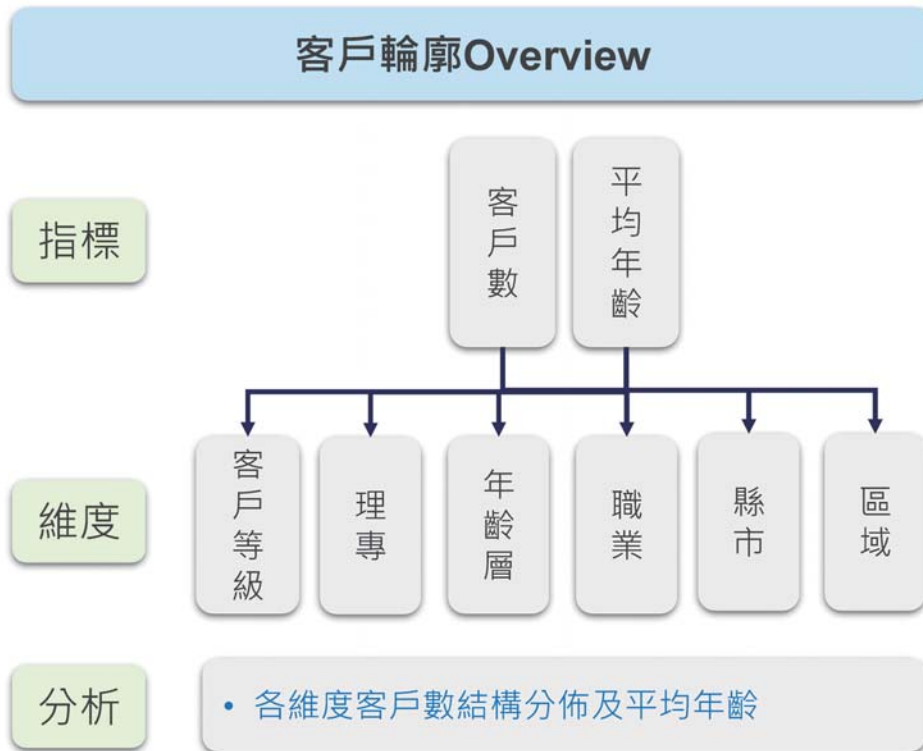 客戶輪廓Overview
指標
客戶數
平均年齡
維度
客戶等級
理專
年齡層
職業
縣市
區域
分析
• 各維度客戶數結構分佈及平均年齡